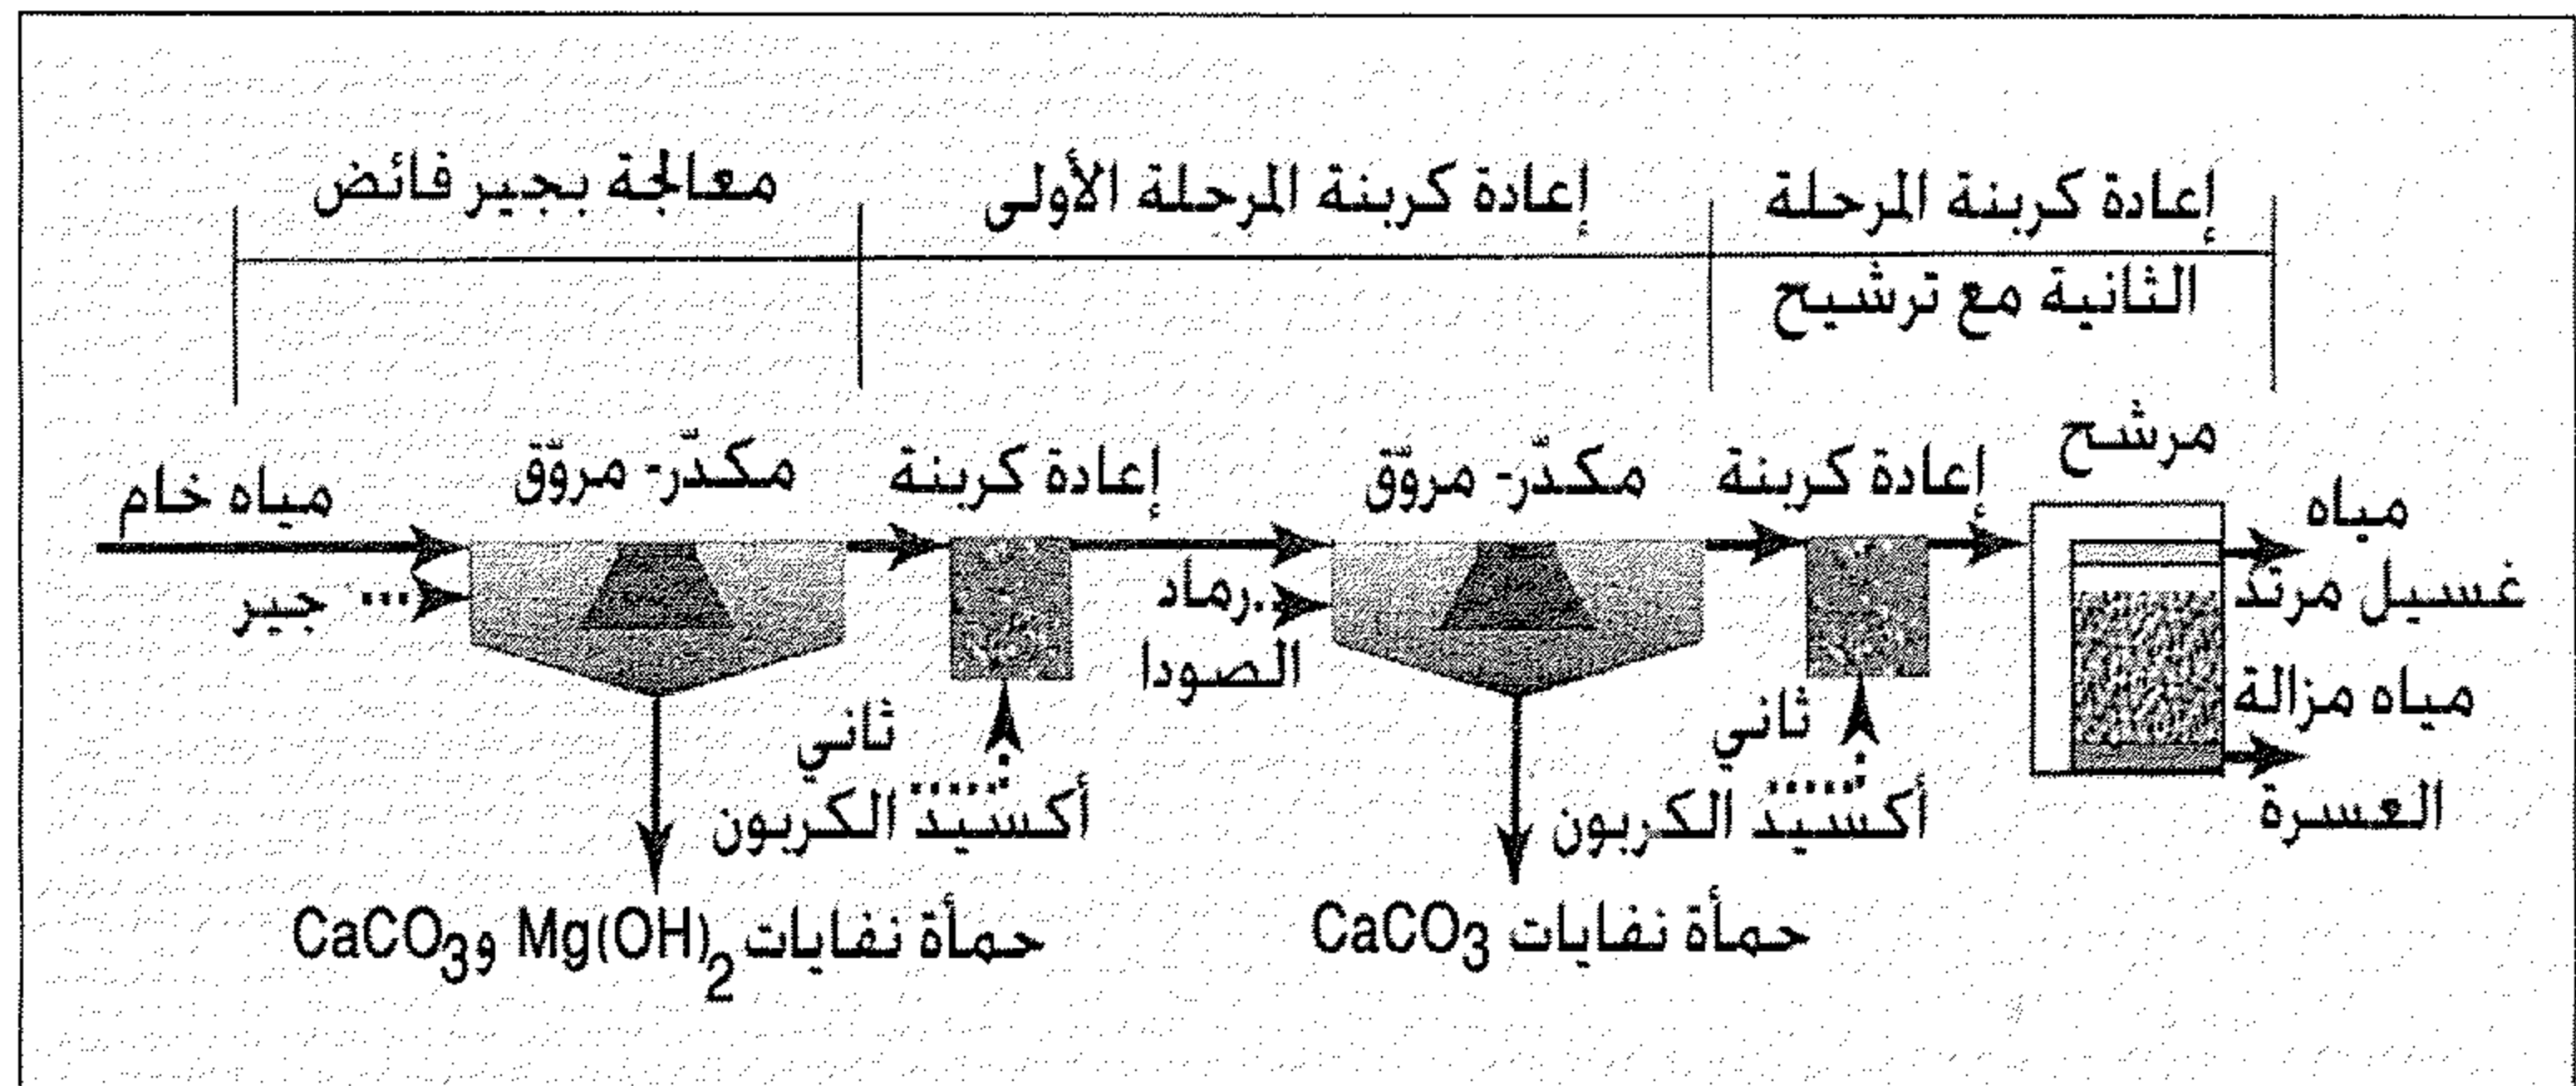 معالجة بجير فائض
إعادة كربنة المرحلة الأولى
إعادة كربنة المرحلة
الثانية مع ترشيح
مياه خام
جير
مكدّر- مروّق
إعادة كربنة
رماد
الصودا
مكدّر- مروّق
إعادة كربنة
مرشح
مياه
غسيل مرتد
مياه مزالة
العسرة
ثاني
أكسيد الكربون
ثاني
أكسيد الكربون
حمأة نفايات Mg(OH)2 وCaCO3
حمأة نفايات CaCO3